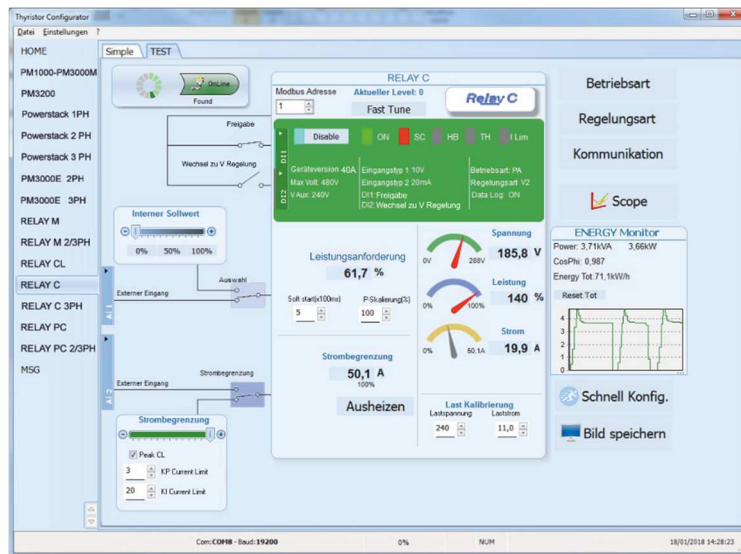 Thyristor Configurator
Datei Einstellungen ?
HOME
PM1000-PM3000M
PM3200
Powerstack 1PH
Powerstack 2 PH
Powerstack 3 PH
PM3000E 2PH
PM3000E 3PH
RELAY M
RELAY M 2/3PH
RELAY CL
RELAY C
RELAY C 3PH
RELAY PC
RELAY PC 2/3PH
MSG
Simple
TEST
OnLine
Found
Freigabe
Wechsel zu V Regelung
Interner Sollwert
0% 50% 100%
Ai 1
Externer Eingang
Auswahl
Ai 2
Externer Eingang
Strombegrenzung
Strombegrenzung
Peak CL
3 KP Current Limit
20 KI Current Limit
RELAY C
Modbus Adresse
1
Aktueller Level: 0
Fast Tune
Relay C
DI1
Disable
ON SC HB TH I Lim
DI2
Geräteversion 40A
Max Volt: 480V
V Aux: 240V
Eingangstyp 1 10V
Eingangstyp 2 20mA
DI1:Freigabe
DI2:Wechsel zu V Regelung
Betriebsart: PA
Regelungsart V2
Data Log: ON
Leistungsanforderung
61,7 %
Soft start(x100ms)
5
P-Skalierung(%)
100
Strombegrenzung
50,1 A
100%
Ausheizen
Spannung
0V 288V
185,8 V
Leistung
0% 100%
140 %
Strom
0% 50,1A
19,9 A
Last Kalibrierung
Lastspannung Laststrom
240 11,0
Betriebsart
Regelungsart
Kommunikation
Scope
ENERGY Monitor
Power: 3,71kVA 3,66kW
CosPhi: 0,987
Energy Tot:71,1kW/h
Reset Tot
4
3
2
1
0
Schnell Konfig.
Bild speichern
Com:COM8 - Baud:19200
0%
NUM
18/01/2018 14:28:23